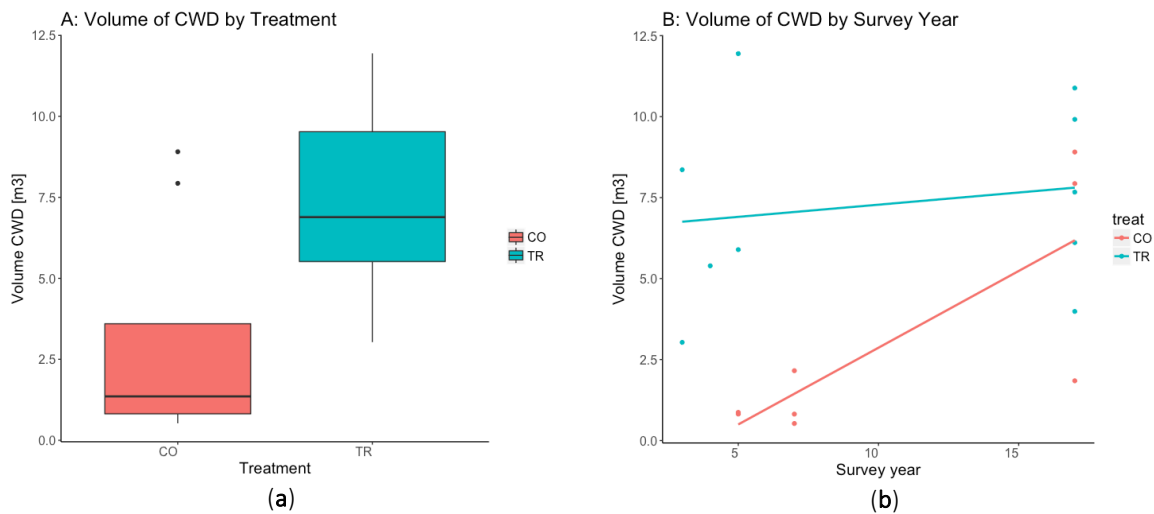 A: Volume of CWD by Treatment
12.5
10.0
7.5
5.0
2.5
0.0
Volume CWD [m3]
CO
TR
Treatment
CO
TR
(a)
B: Volume of CWD by Survey Year
12.5
10.0
7.5
5.0
2.5
0.0
Volume CWD [m3]
5
10
15
Survey year
treat
CO
TR
(b)